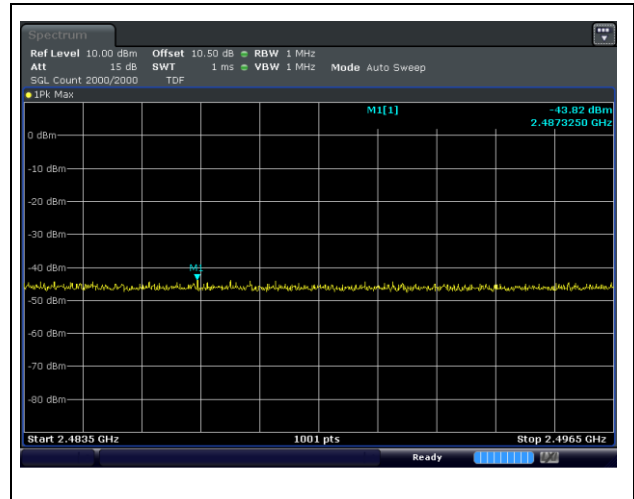 Spectrum
Ref Level 10.00 dBm Offset 10.50 dB RBW 1 MHz
Att 15 dB SWT 1 ms VBW 1 MHz Mode Auto Sweep
SGL Count 2000/2000 TDF
1Pk Max
M1[1] -43.82 dBm
2.4873250 GHz
0 dBm
-10 dBm
-20 dBm
-30 dBm
-40 dBm
M1
-50 dBm
-60 dBm
-70 dBm
-80 dBm
Start 2.4835 GHz 1001 pts Stop 2.4965 GHz
Ready